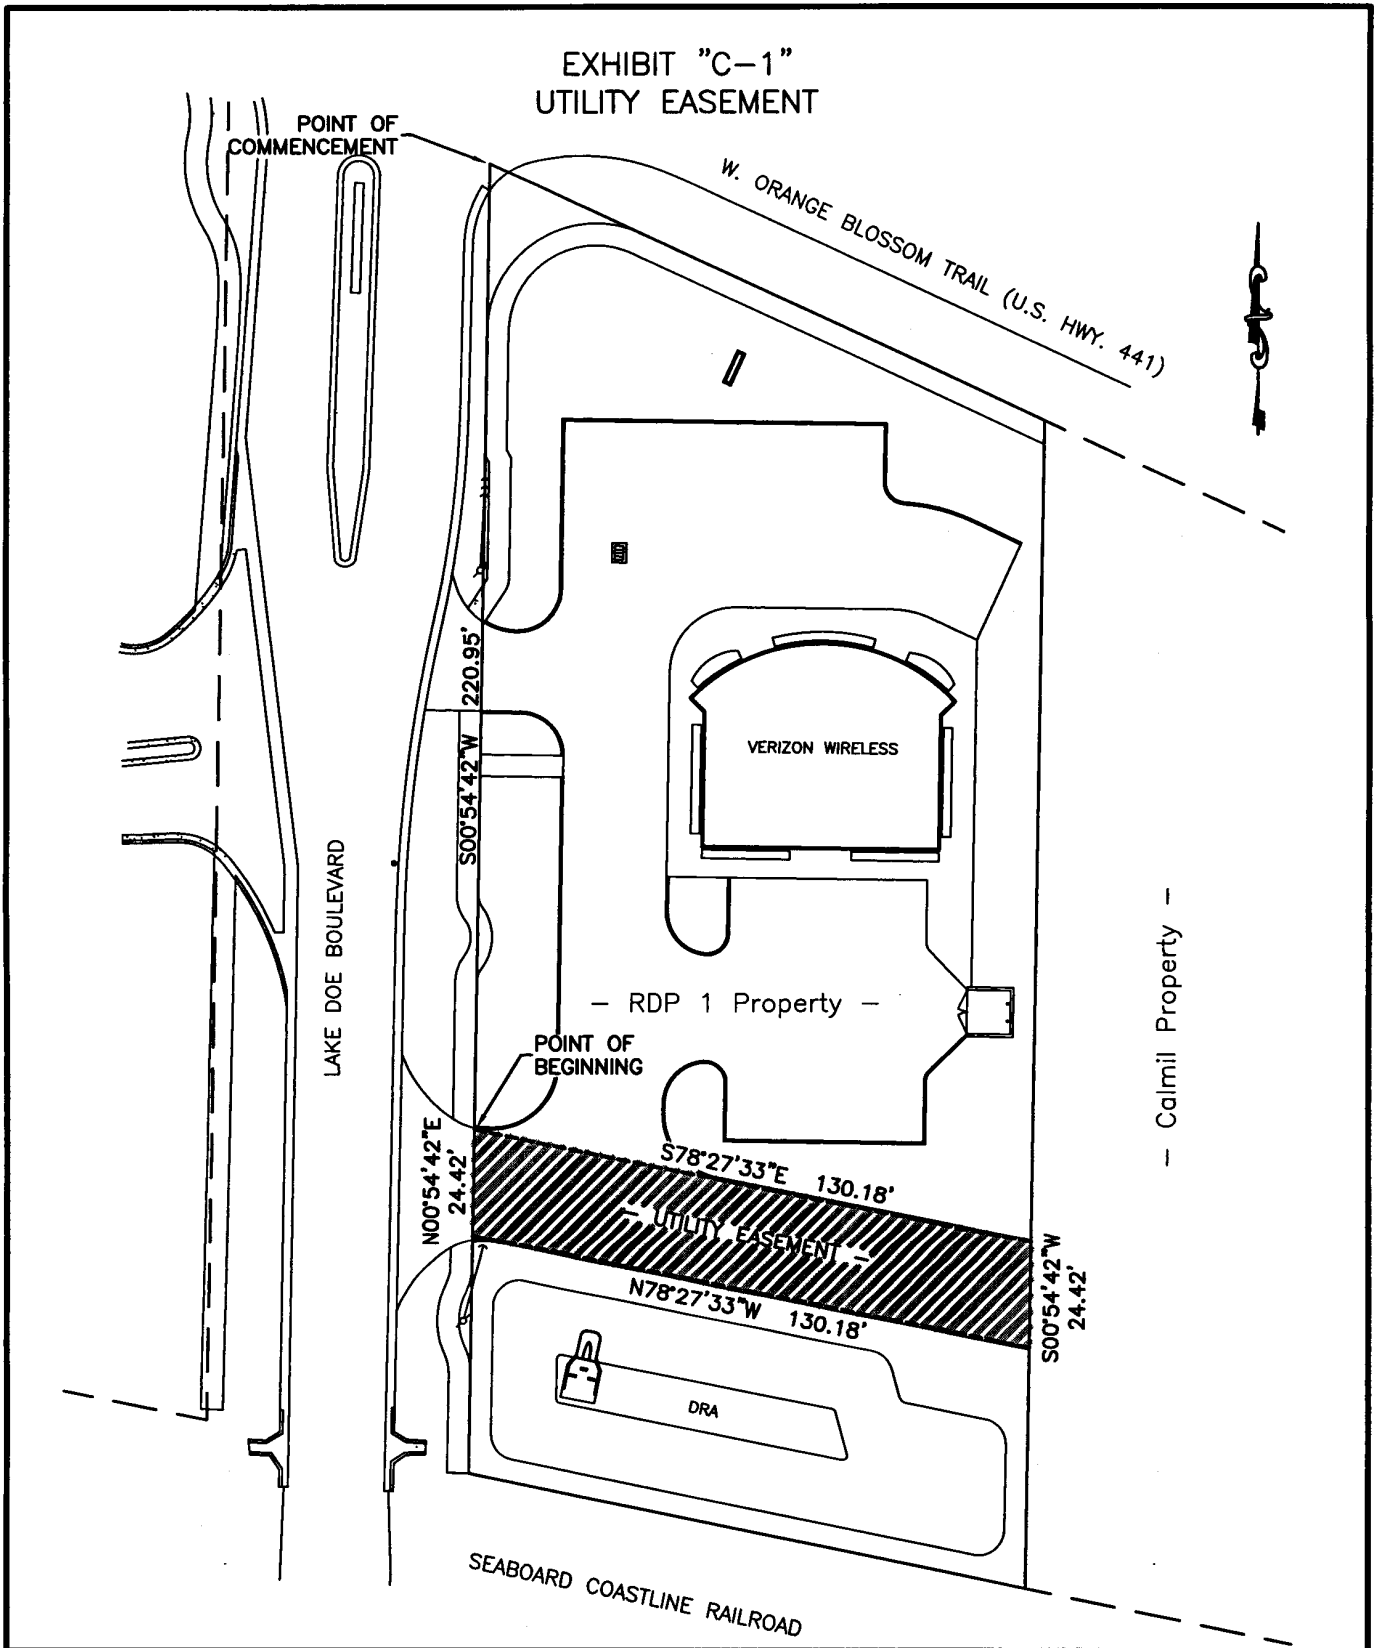 EXHIBIT "C-1"
UTILITY EASEMENT
POINT OF
COMMENCEMENT
W. ORANGE BLOSSOM TRAIL (U.S. HWY. 441)
220.95'
S00°54'42"W
VERIZON WIRELESS
LAKE DOE BOULEVARD
- RDP 1 Property -
- Calmil Property -
POINT OF
BEGINNING
N00°54'42"E
24.42'
S78°27'33"E 130.18'
- UTILITY EASEMENT -
N78°27'33"W 130.18'
S00°54'42"W
24.42'
DRA
SEABOARD COASTLINE RAILROAD